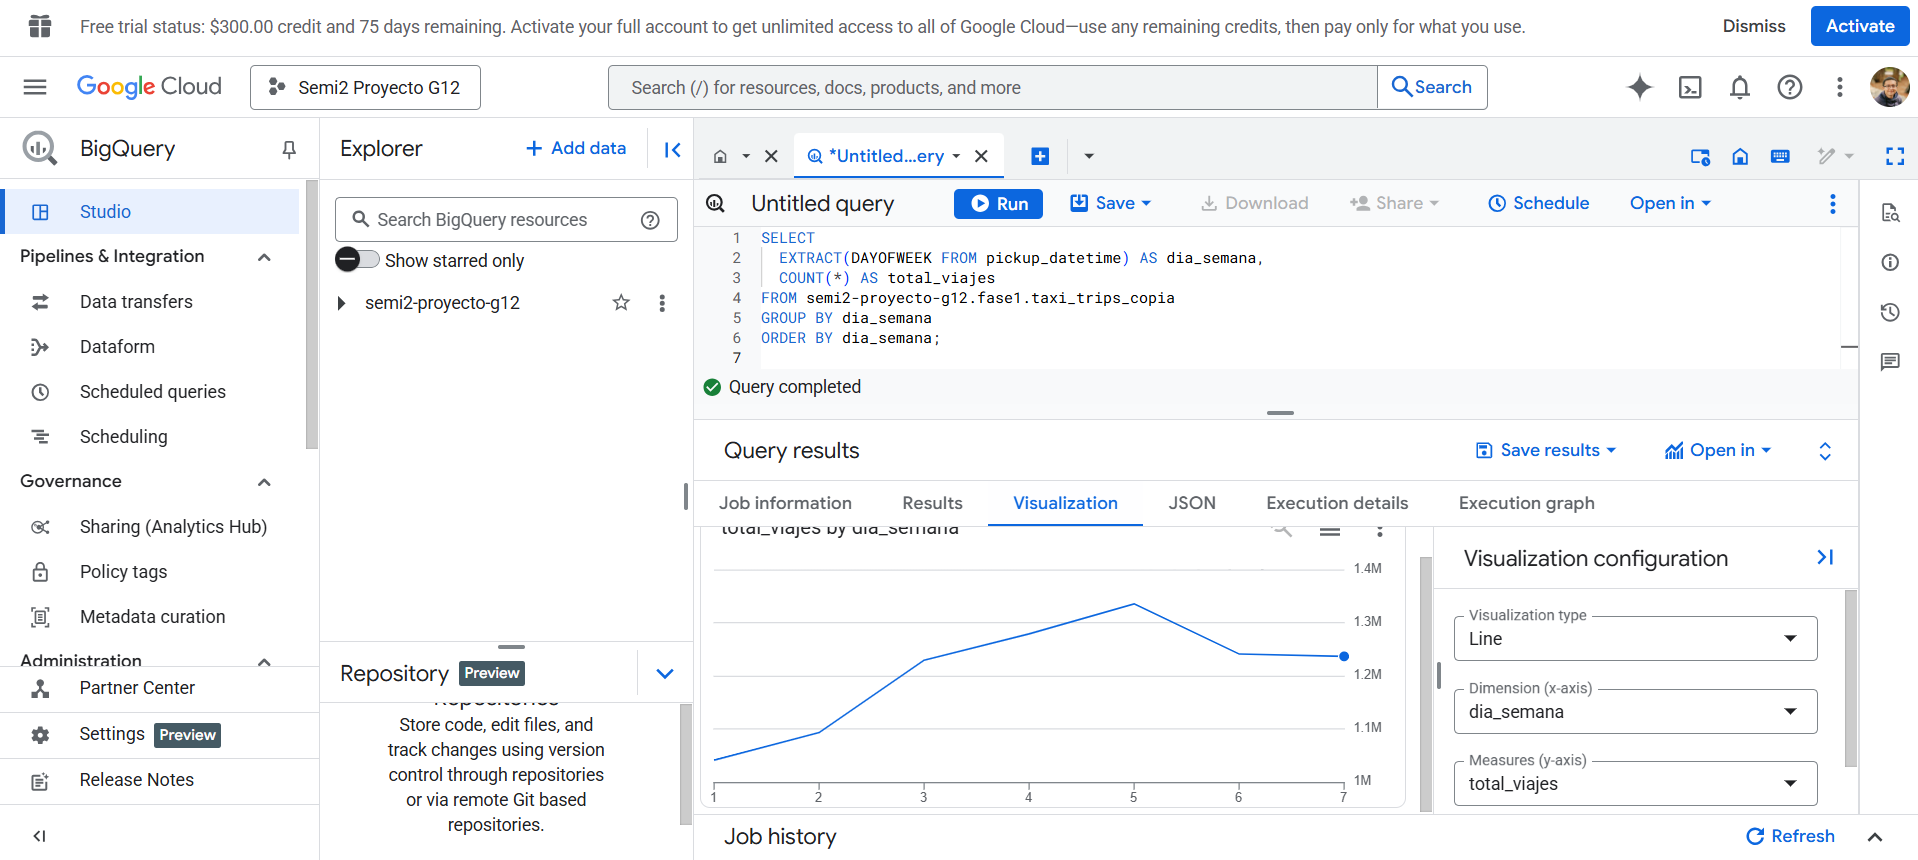 Free trial status: $300.00 credit and 75 days remaining. Activate your full account to get unlimited access to all of Google Cloud—use any remaining credits, then pay only for what you use.
Dismiss
Activate
Google Cloud
Semi2 Proyecto G12
Search (/) for resources, docs, products, and more
Search
BigQuery
Studio
Pipelines & Integration
Data transfers
Dataform
Scheduled queries
Scheduling
Governance
Sharing (Analytics Hub)
Policy tags
Metadata curation
Administration
Partner Center
Settings Preview
Release Notes
Explorer
+ Add data
Search BigQuery resources
Show starred only
semi2-proyecto-g12
Repository Preview
Repositories
Store code, edit files, and
track changes using version
control through repositories
or via remote Git based
repositories.
*Untitled...ery
Untitled query
Run
Save
Download
Share
Schedule
Open in
1 SELECT
2 EXTRACT(DAYOFWEEK FROM pickup_datetime) AS dia_semana,
3 COUNT(*) AS total_viajes
4 FROM semi2-proyecto-g12.fase1.taxi_trips_copia
5 GROUP BY dia_semana
6 ORDER BY dia_semana;
7
Query completed
Query results
Save results
Open in
Job information
Results
Visualization
JSON
Execution details
Execution graph
total_viajes by dia_semana
1.4M
1.3M
1.2M
1.1M
1M
1 2 3 4 5 6 7
Visualization configuration
Visualization type
Line
Dimension (x-axis)
dia_semana
Measures (y-axis)
total_viajes
Job history
Refresh